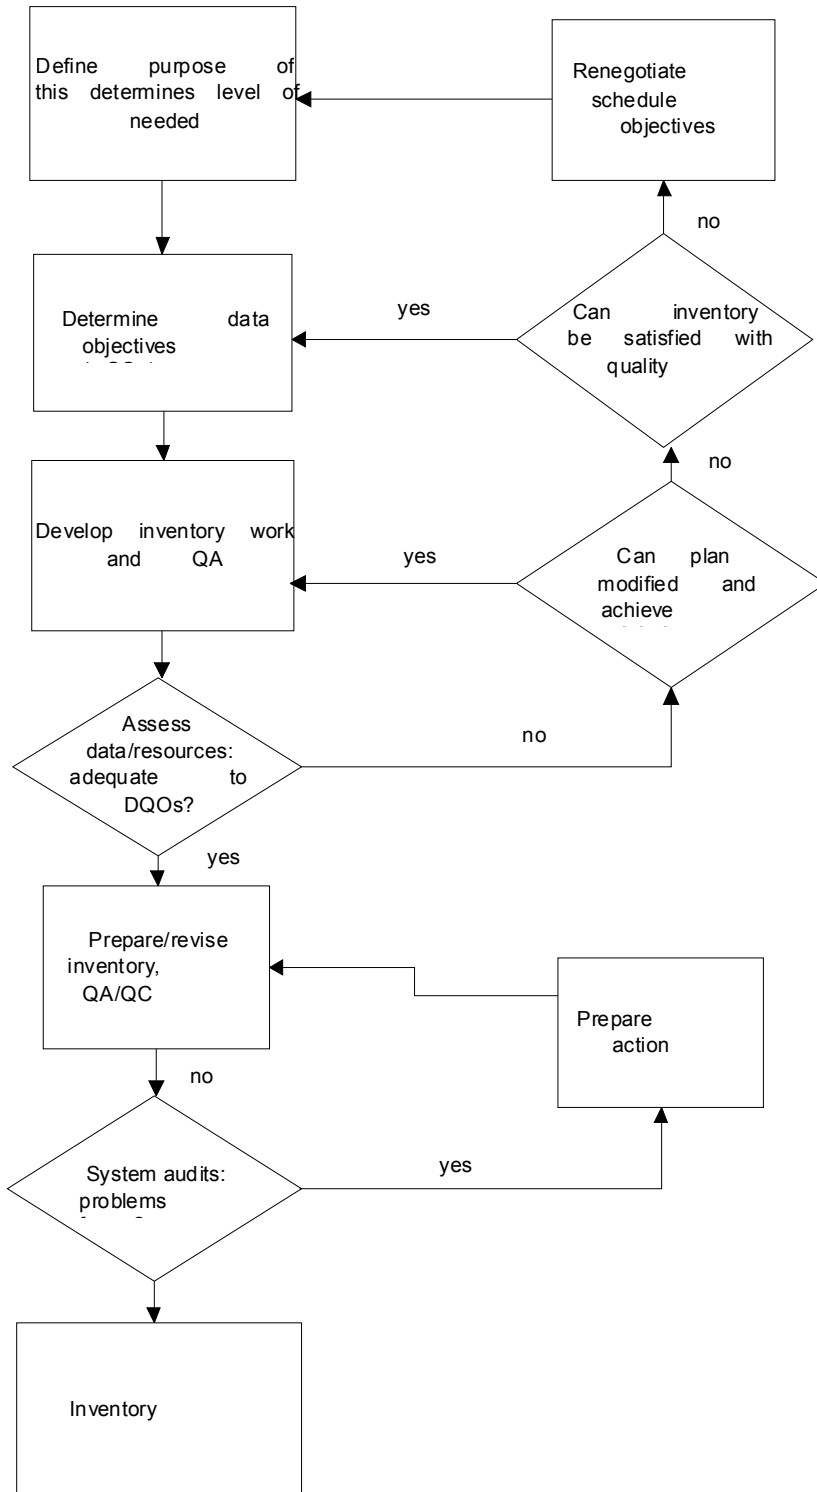 Define purpose of
this determines level of
needed
Renegotiate
schedule
objectives
no
Determine data
objectives
yes
Can inventory
be satisfied with
quality
no
Develop inventory work
and QA
yes
Can plan
modified and
achieve
Assess
data/resources:
adequate to
DQOs?
no
yes
Prepare/revise
inventory,
QA/QC
Prepare
action
no
System audits:
problems
yes
Inventory